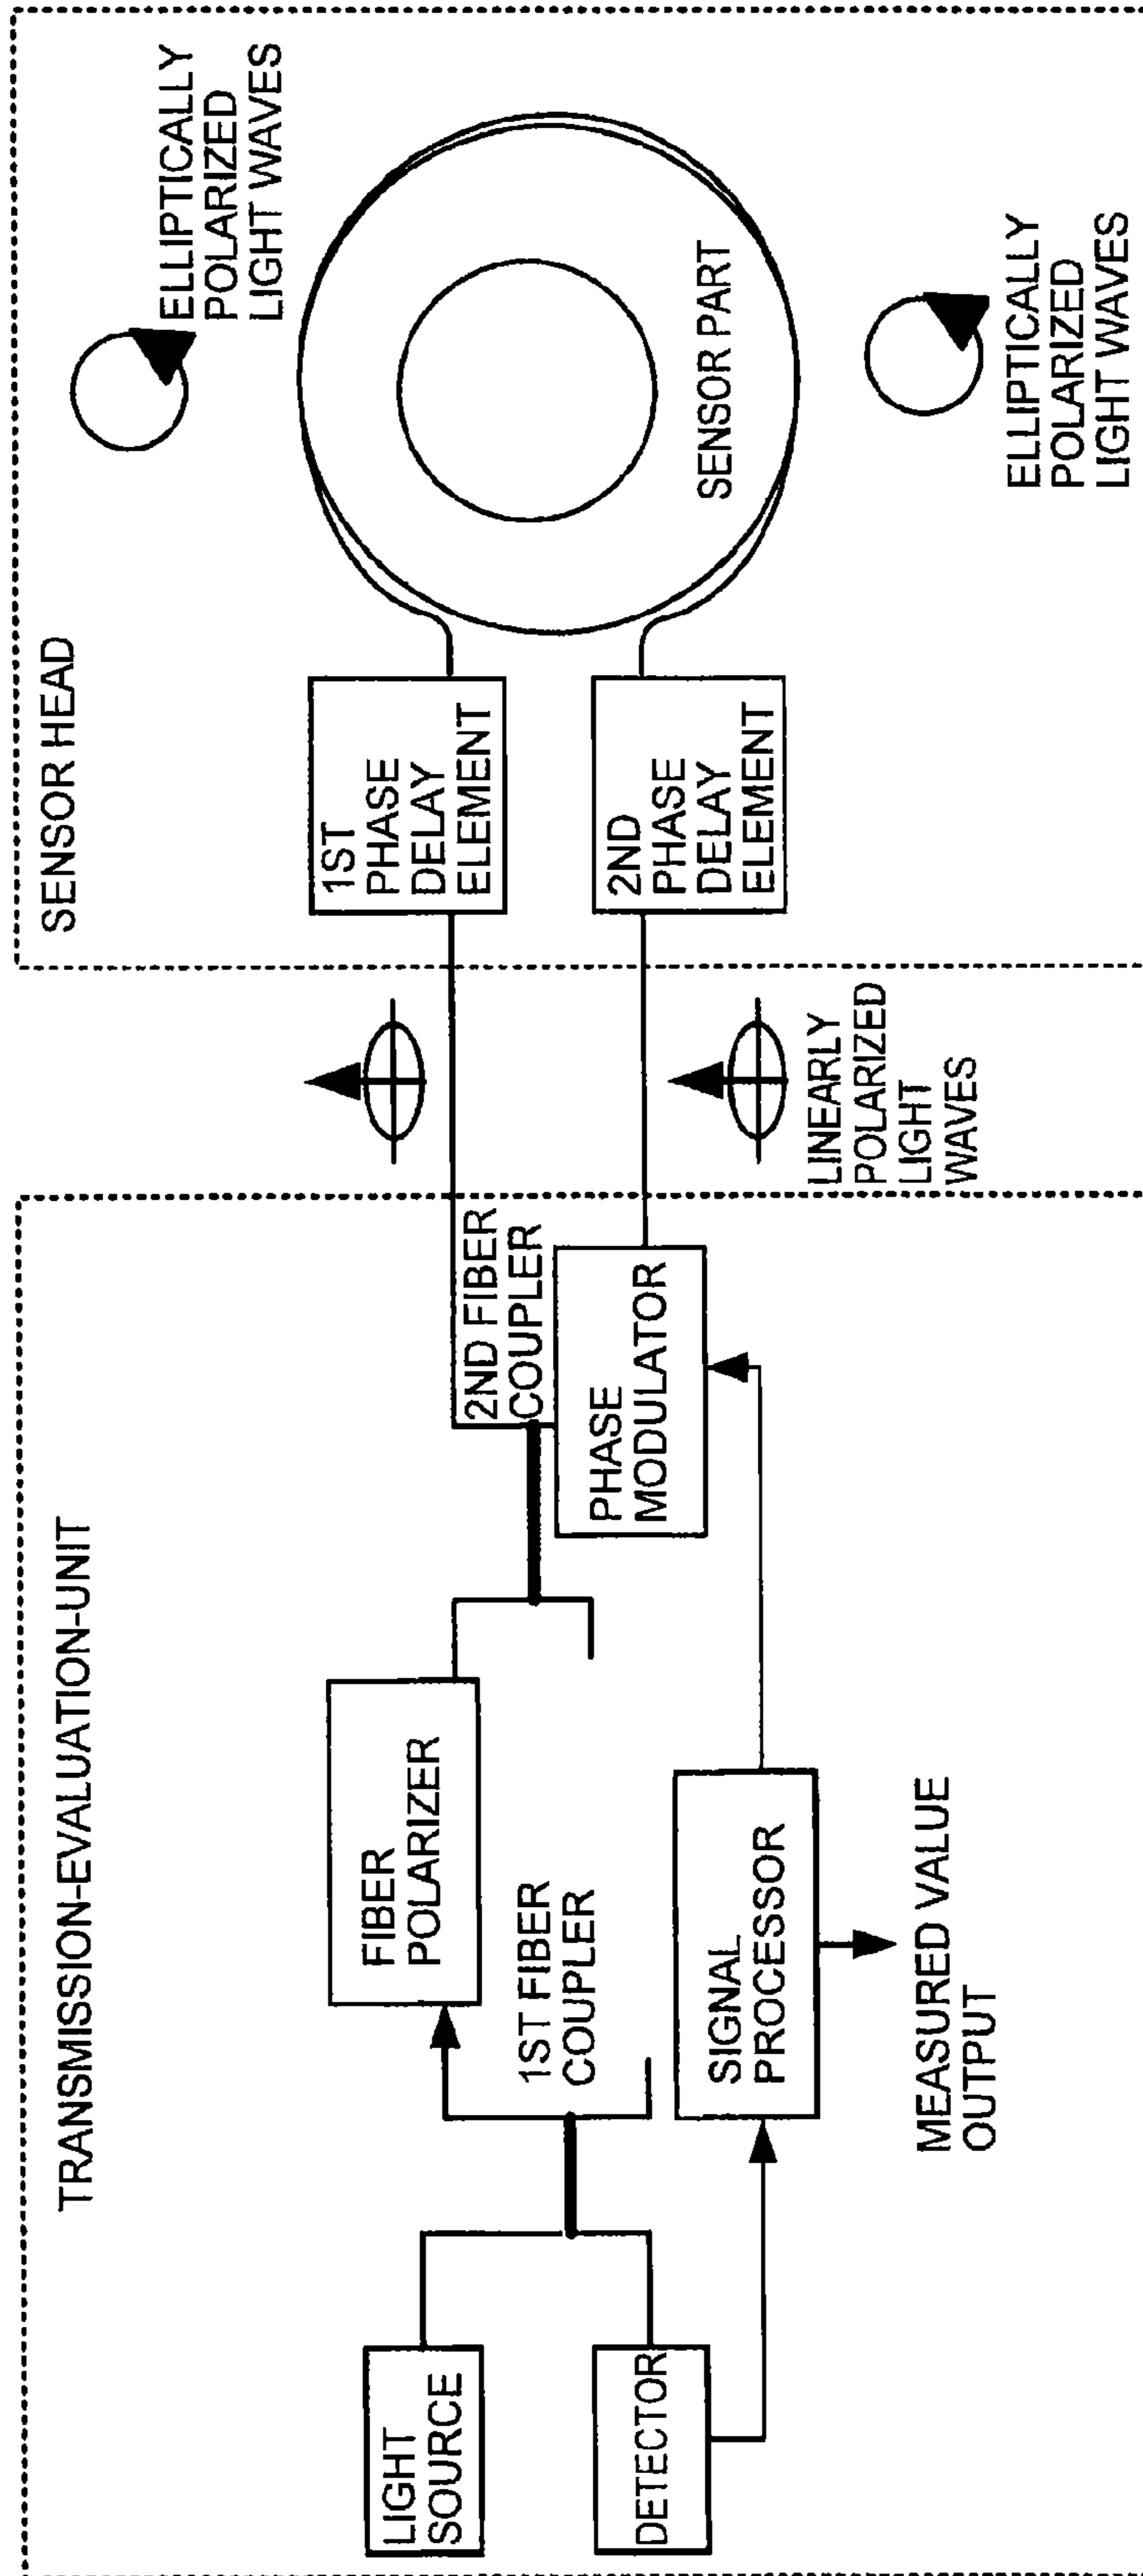 TRANSMISSION-EVALUATION-UNIT
LIGHT
SOURCE
DETECTOR
1ST FIBER
COUPLER
FIBER
POLARIZER
SIGNAL
PROCESSOR
MEASURED VALUE
OUTPUT
2ND FIBER
COUPLER
PHASE
MODULATOR
LINEARLY
POLARIZED
LIGHT
WAVES
SENSOR HEAD
1ST
PHASE
DELAY
ELEMENT
2ND
PHASE
DELAY
ELEMENT
SENSOR PART
ELLIPTICALLY
POLARIZED
LIGHT WAVES
ELLIPTICALLY
POLARIZED
LIGHT WAVES